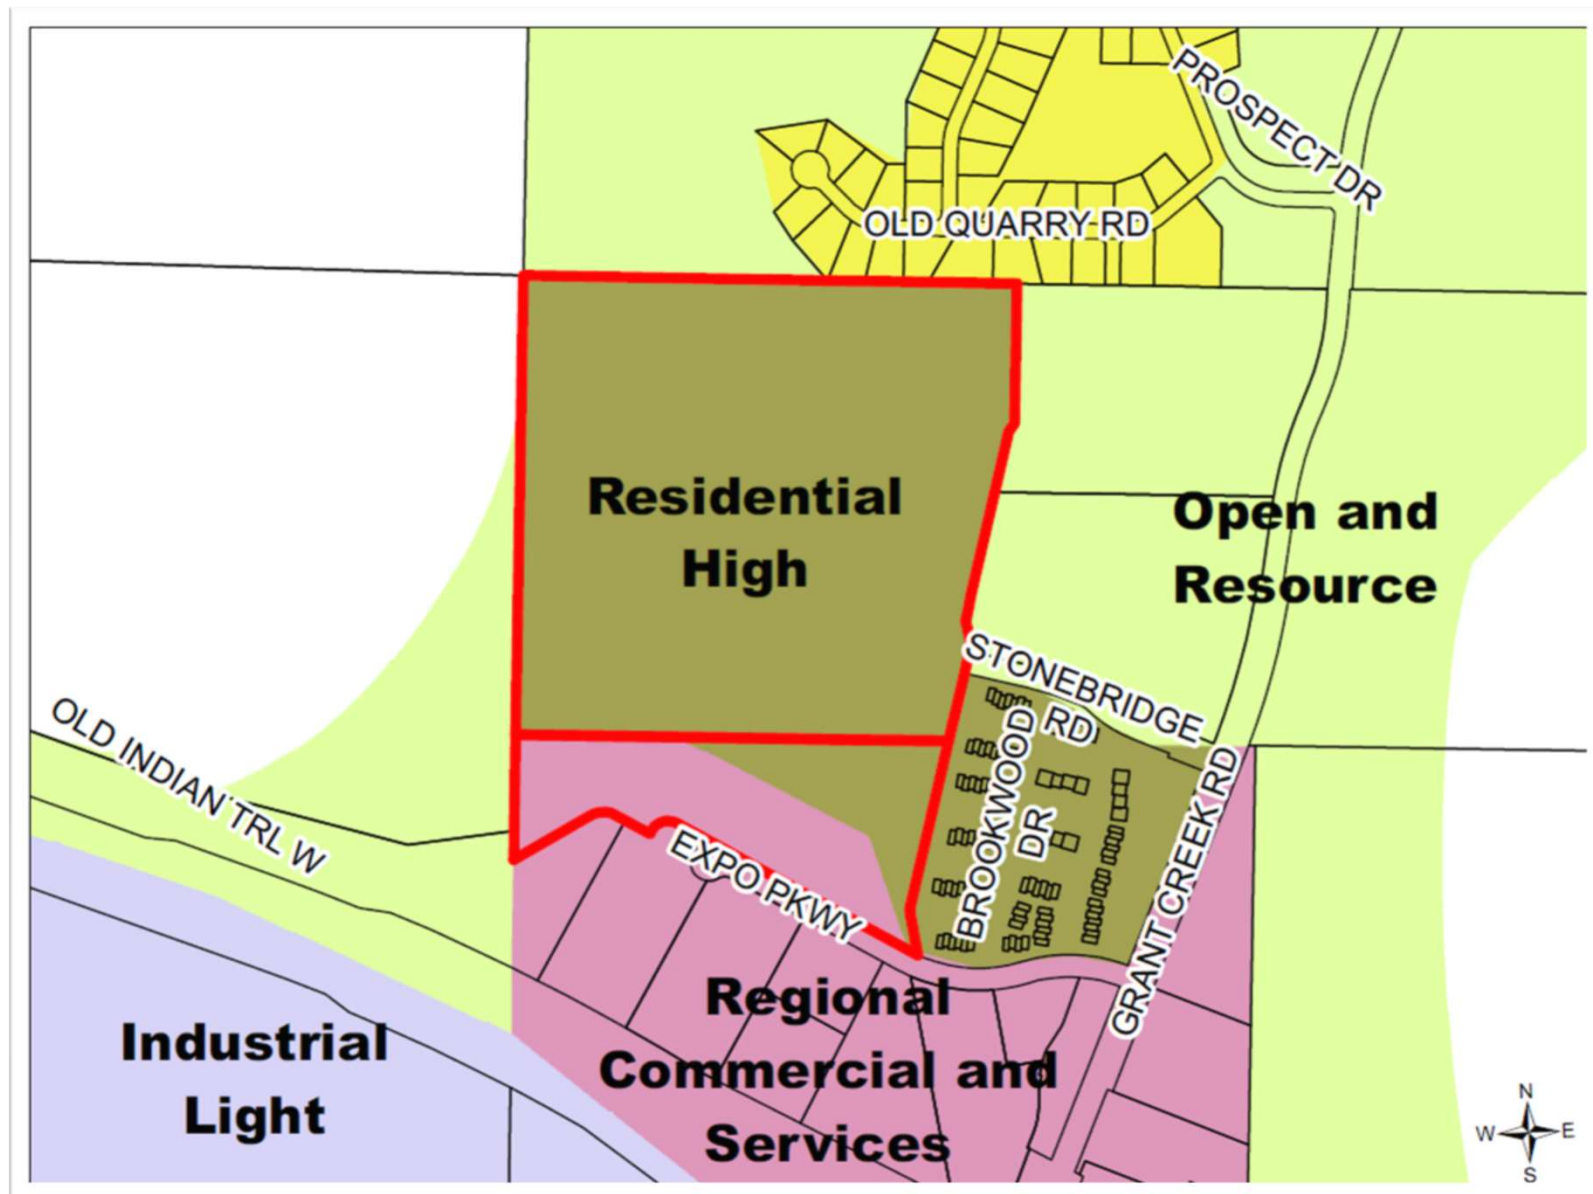 PROSPECT DR
OLD QUARRY RD
Residential
High
Open and
Resource
STONEBRIDGE
RD
OLD INDIAN TRL W
BROOKWOOD
DR
GRANT CREEK RD
EXPO PKWY
Regional
Commercial and
Services
Industrial
Light
N
W E
S